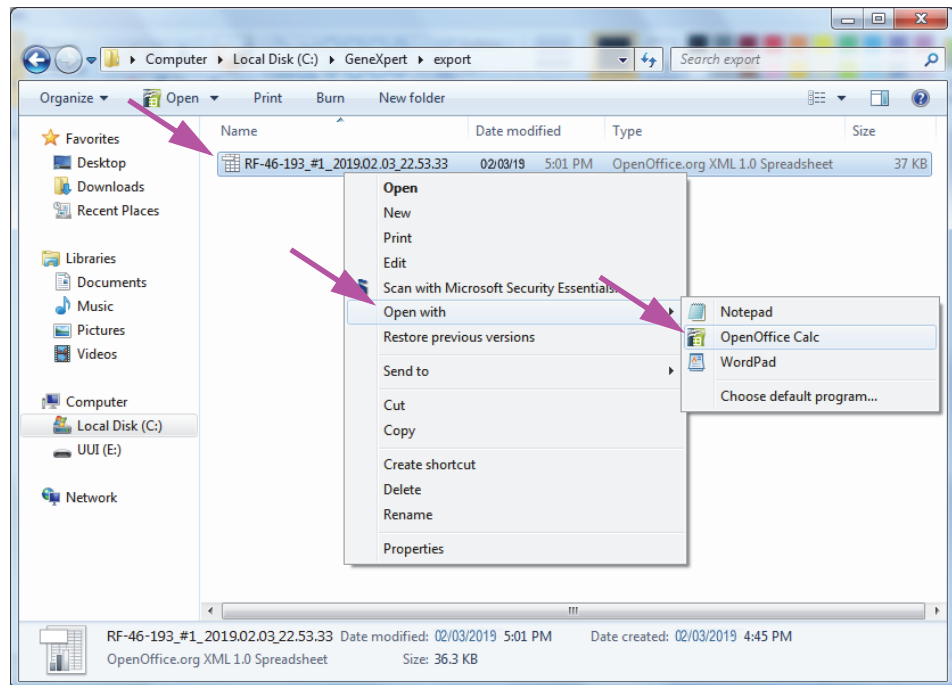 Computer ▸ Local Disk (C:) ▸ GeneXpert ▸ export
Search export
Organize Open Print Burn New folder
Name Date modified Type Size
RF-46-193_#1_2019.02.03_22.53.33 02/03/19 5:01 PM OpenOffice.org XML 1.0 Spreadsheet 37 KB
Favorites
Desktop
Downloads
Recent Places
Libraries
Documents
Music
Pictures
Videos
Computer
Local Disk (C:)
UUI (E:)
Network
Open
New
Print
Edit
Scan with Microsoft Security Essentials...
Open with
Restore previous versions
Send to
Cut
Copy
Create shortcut
Delete
Rename
Properties
Notepad
OpenOffice Calc
WordPad
Choose default program...
RF-46-193_#1_2019.02.03_22.53.33 Date modified: 02/03/2019 5:01 PM Date created: 02/03/2019 4:45 PM
OpenOffice.org XML 1.0 Spreadsheet Size: 36.3 KB